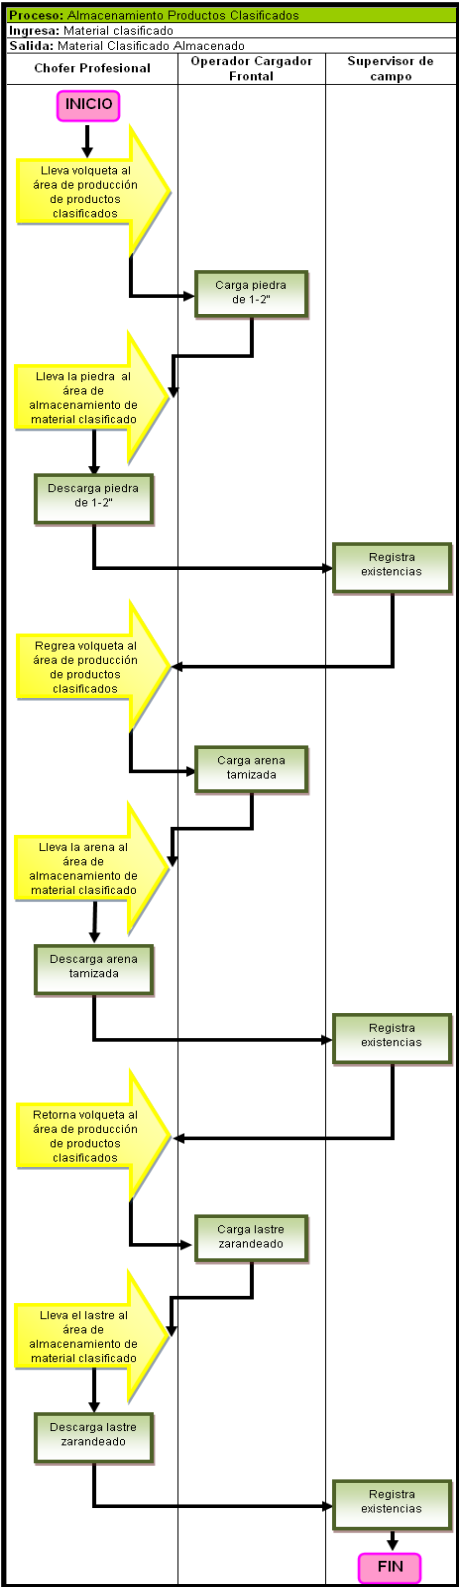 Proceso: Almacenamiento Productos Clasificados
Ingresa: Material clasificado
Salida: Material Clasificado Almacenado
Chofer Profesional
Operador Cargador
Frontal
Supervisor de
campo
INICIO
Lleva volqueta al
área de producción
de productos
clasificados
Carga piedra
de 1-2"
Lleva la piedra al
área de
almacenamiento de
material clasificado
Descarga piedra
de 1-2"
Registra
existencias
Regrea volqueta al
área de producción
de productos
clasificados
Carga arena
tamizada
Lleva la arena al
área de
almacenamiento de
material clasificado
Descarga arena
tamizada
Registra
existencias
Retorna volqueta al
área de producción
de productos
clasificados
Carga lastre
zarandeado
Lleva el lastre al
área de
almacenamiento de
material clasificado
Descarga lastre
zarandeado
Registra
existencias
FIN